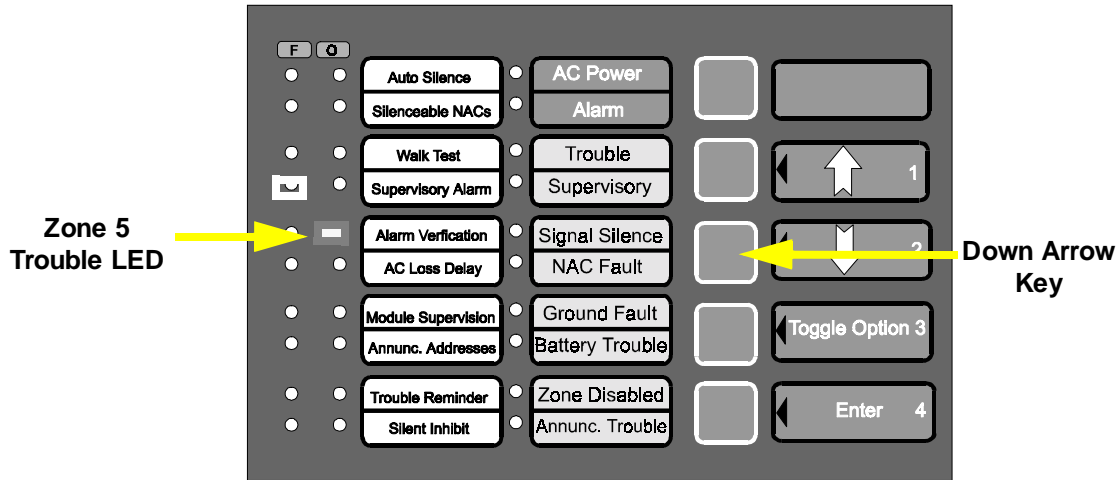 F O
Auto Silence
AC Power
Silenceable NACs
Alarm
Walk Test
Trouble
1
Supervisory Alarm
Supervisory
Zone 5
Trouble LED
Alarm Verfication
Signal Silence
2
Down Arrow
Key
AC Loss Delay
NAC Fault
Module Supervision
Ground Fault
Toggle Option 3
Annunc. Addresses
Battery Trouble
Trouble Reminder
Zone Disabled
Enter 4
Silent Inhibit
Annunc. Trouble